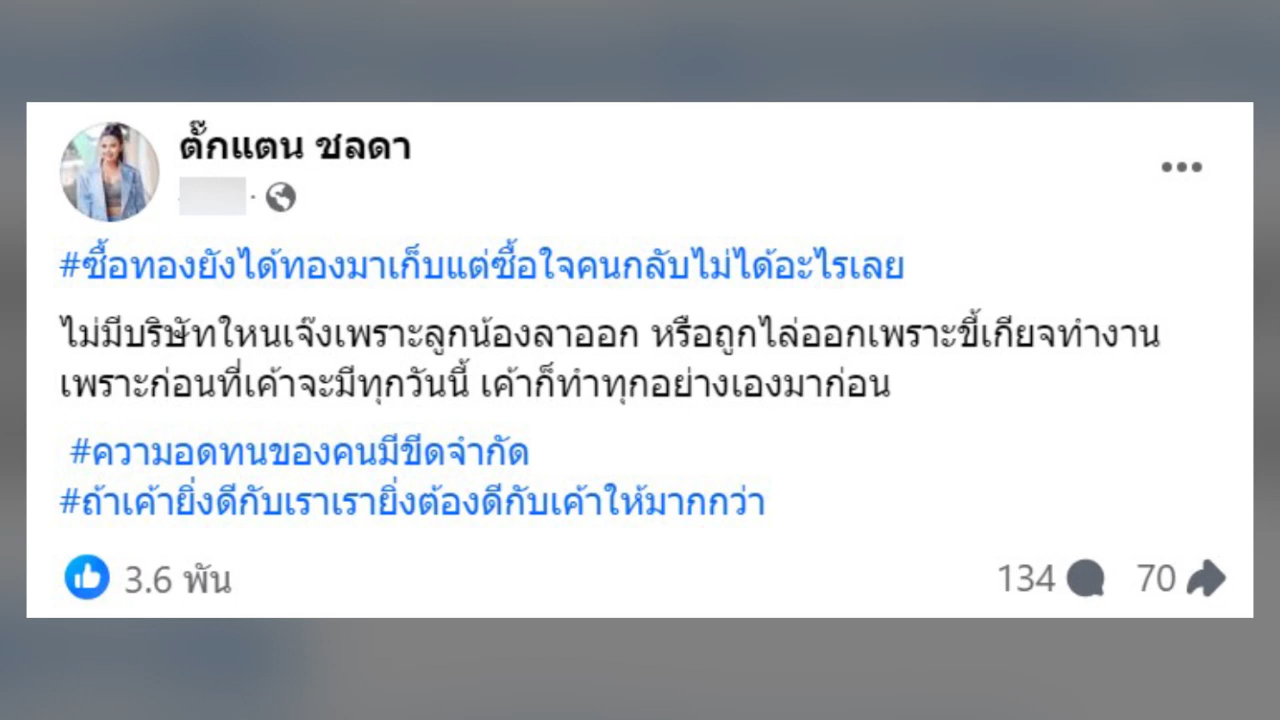 ตั๊กแตน ชลดา
#ซื้อทองยังได้ทองมาเก็บแต่ซื้อใจคนกลับไม่ได้อะไรเลย
ไม่มีบริษัทใหนเจ๊งเพราะลูกน้องลาออก หรือถูกไล่ออกเพราะขี้เกียจทำงาน
เพราะก่อนที่เค้าจะมีทุกวันนี้ เค้าก็ทำทุกอย่างเองมาก่อน
#ความอดทนของคนมีขีดจำกัด
#ถ้าเค้ายิ่งดีกับเราเรายิ่งต้องดีกับเค้าให้มากกว่า
3.6 พัน 134 70